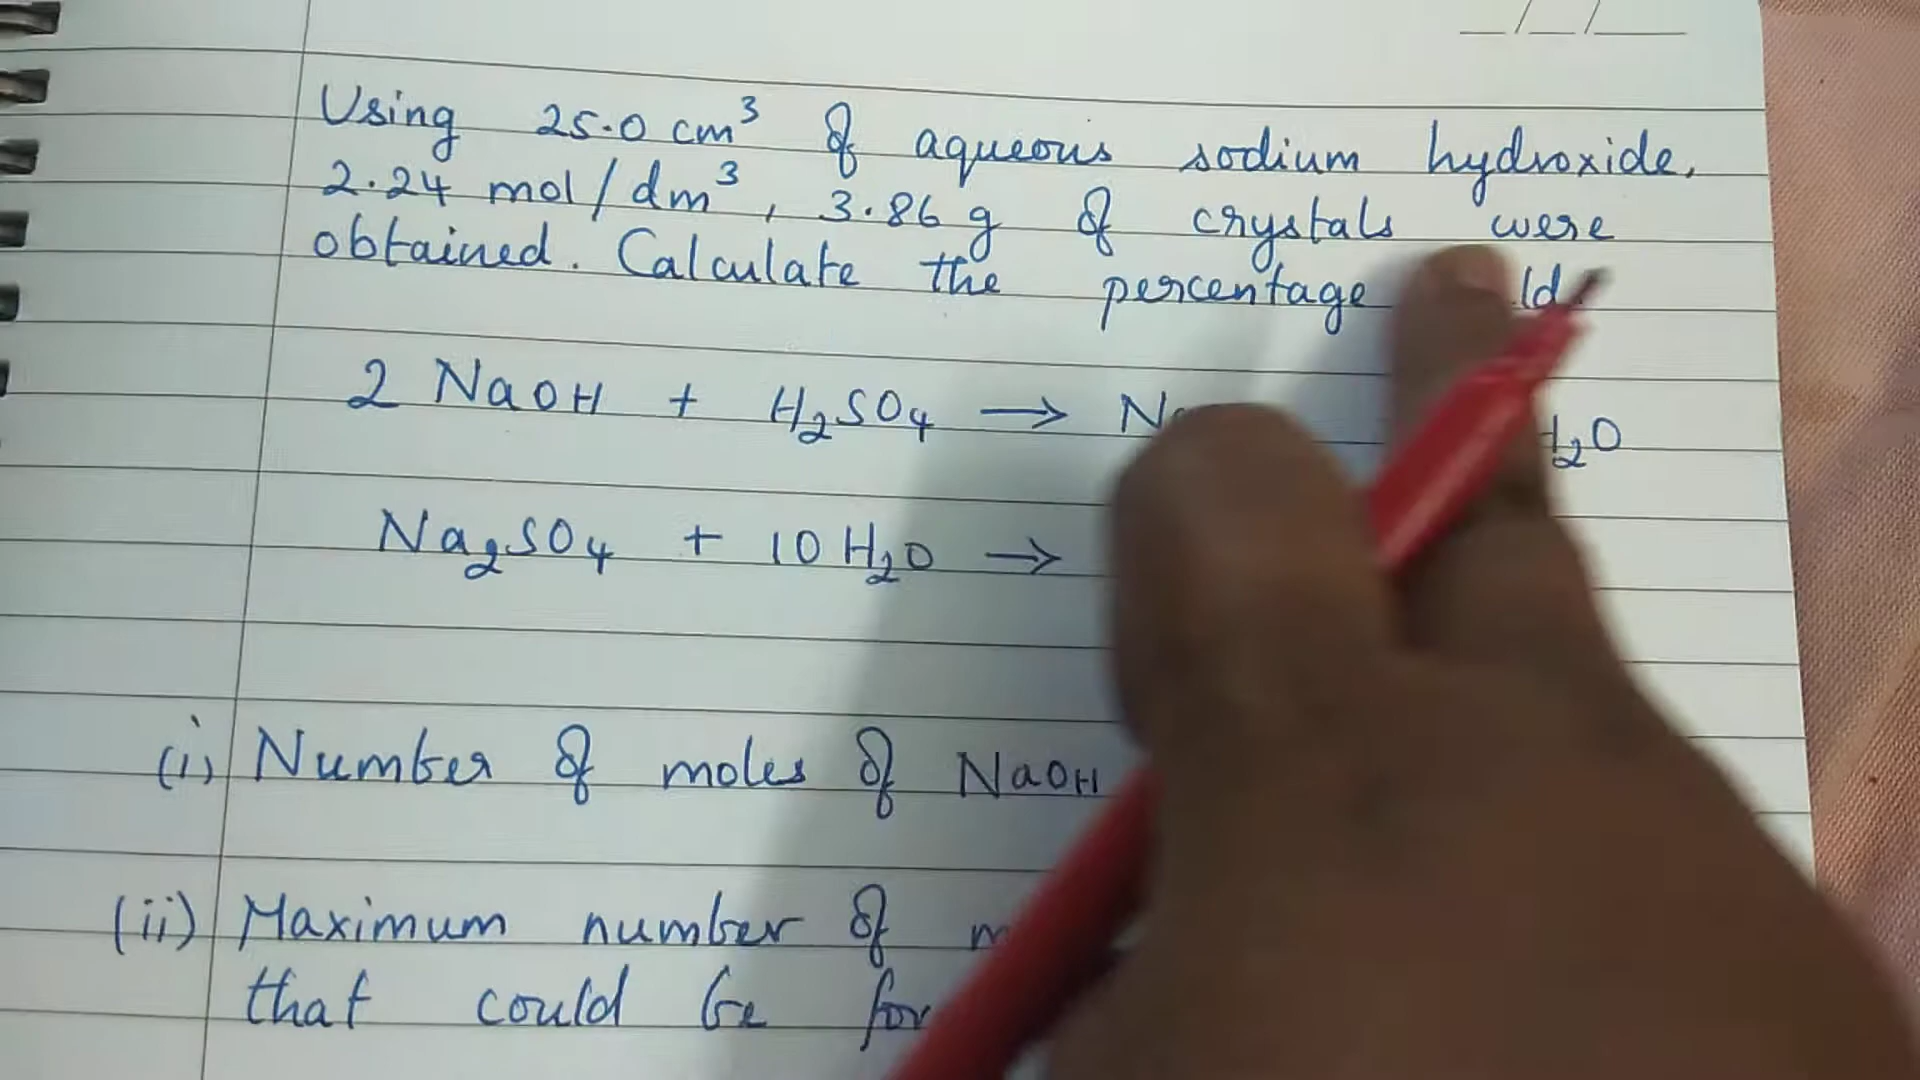 Using 25.0 cm³ of aqueous sodium hydroxide,
2.24 mol/dm³, 3.86 g of crystals were
obtained. Calculate the percentage
2 NaOH + H₂SO₄ → H₂O
Na₂SO₄ + 10 H₂O →
(i) Number of moles of NaOH
(ii) Maximum number of
that could be